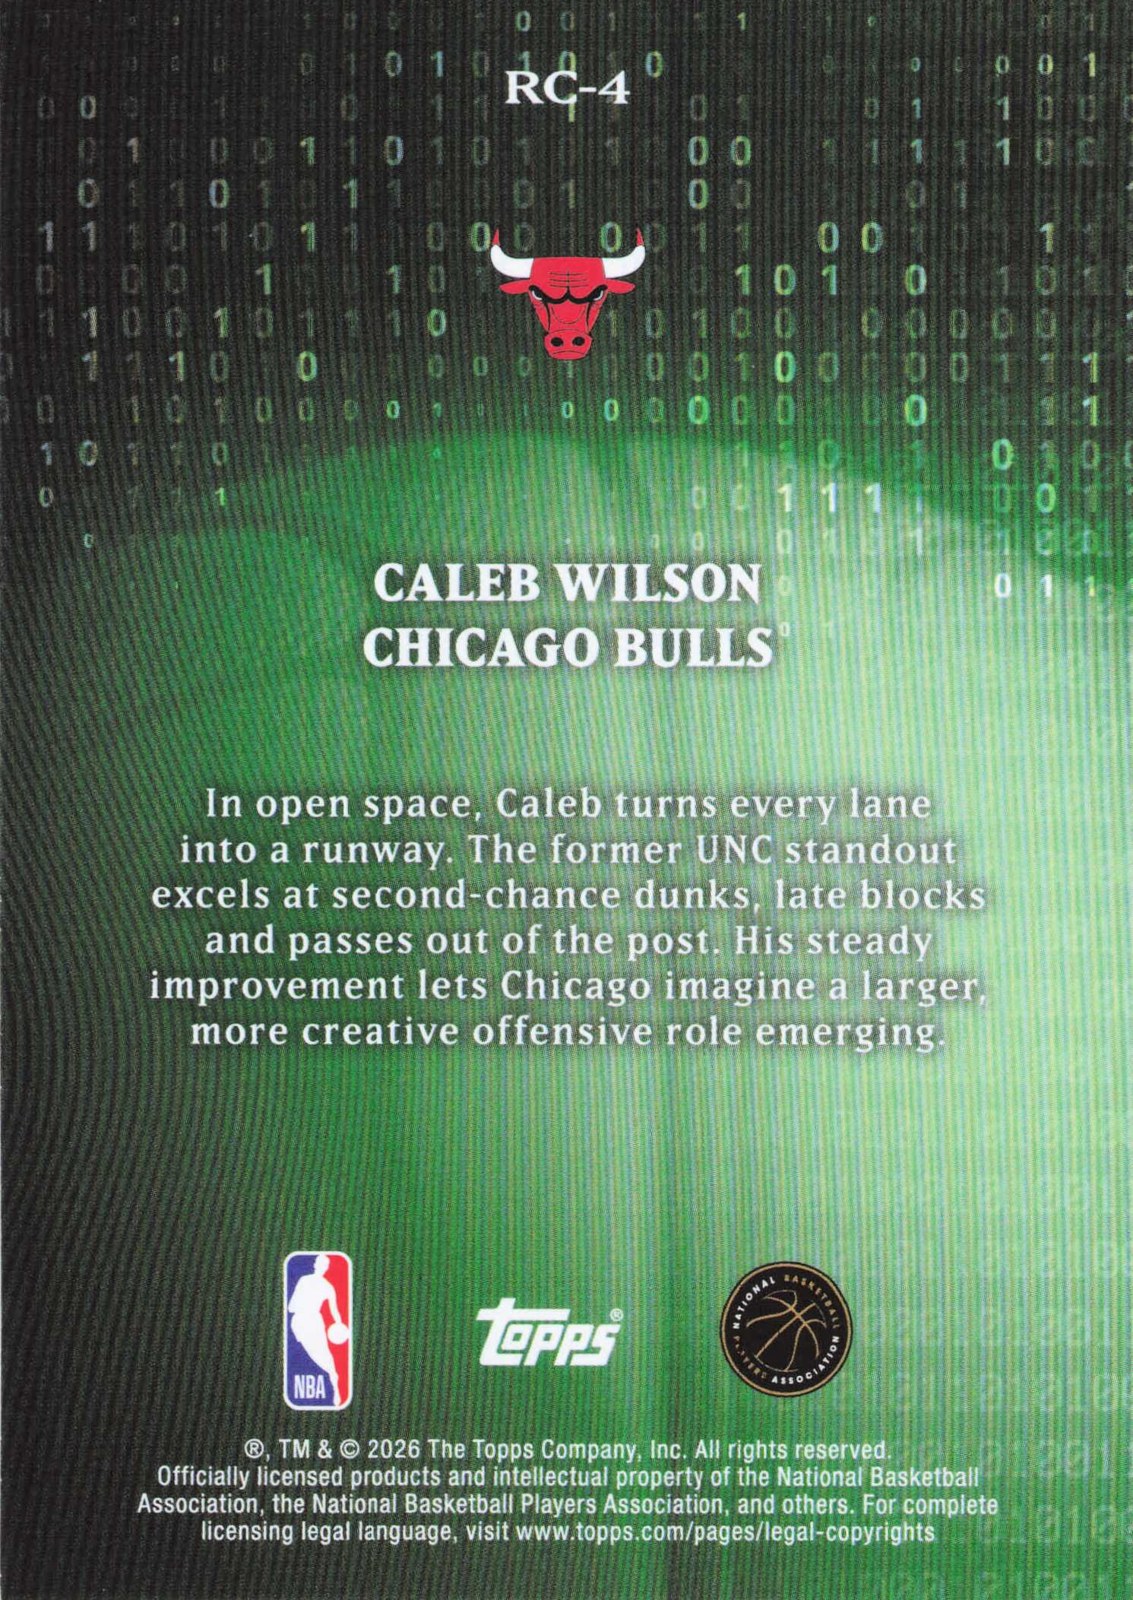 RC-4
CALEB WILSON
CHICAGO BULLS
In open space, Caleb turns every lane
into a runway. The former UNC standout
excels at second-chance dunks, late blocks
and passes out of the post. His steady
improvement lets Chicago imagine a larger,
more creative offensive role emerging.
NBA
topps®
NATIONAL BASKETBALL
PLAYERS ASSOCIATION
®, TM & © 2026 The Topps Company, Inc. All rights reserved.
Officially licensed products and intellectual property of the National Basketball
Association, the National Basketball Players Association, and others. For complete
licensing legal language, visit www.topps.com/pages/legal-copyrights